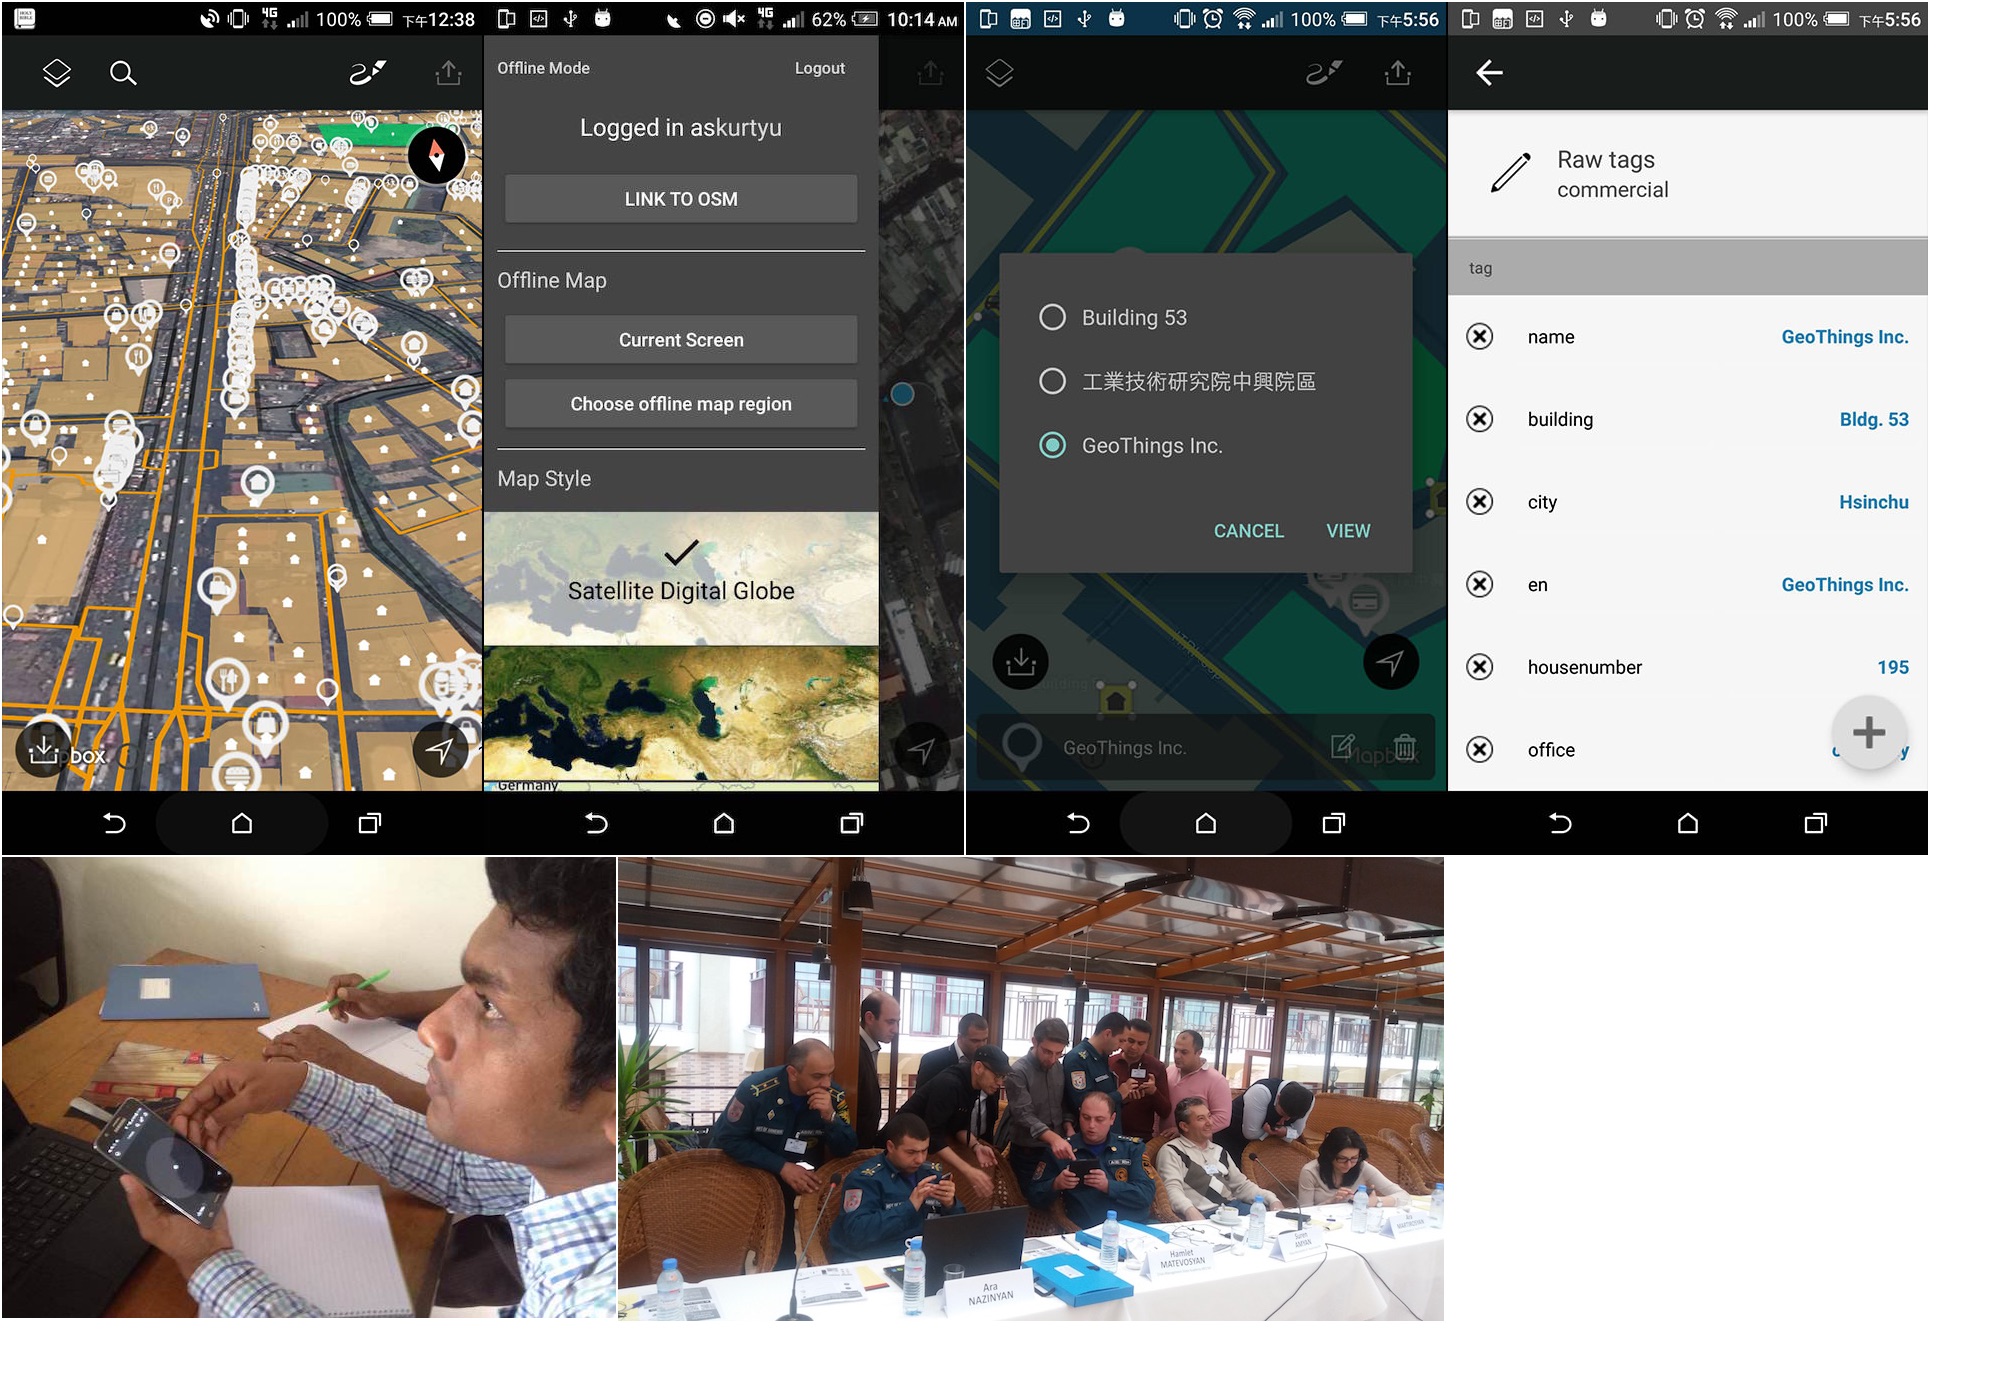 4G 100% 下午12:38
box
4G 62% 10:14 AM
Offline Mode
Logout
Logged in askurtyu
LINK TO OSM
Offline Map
Current Screen
Choose offline map region
Map Style
Satellite Digital Globe
Germany
100% 下午5:56
Building 53
工業技術研究院中興院區
GeoThings Inc.
CANCEL
VIEW
GeoThings Inc.
Mapbox
100% 下午5:56
Raw tags
commercial
tag
name GeoThings Inc.
building Bldg. 53
city Hsinchu
en GeoThings Inc.
housenumber 195
office
Ara
NAZINYAN
Hamlet
MATEVOSYAN
Suren